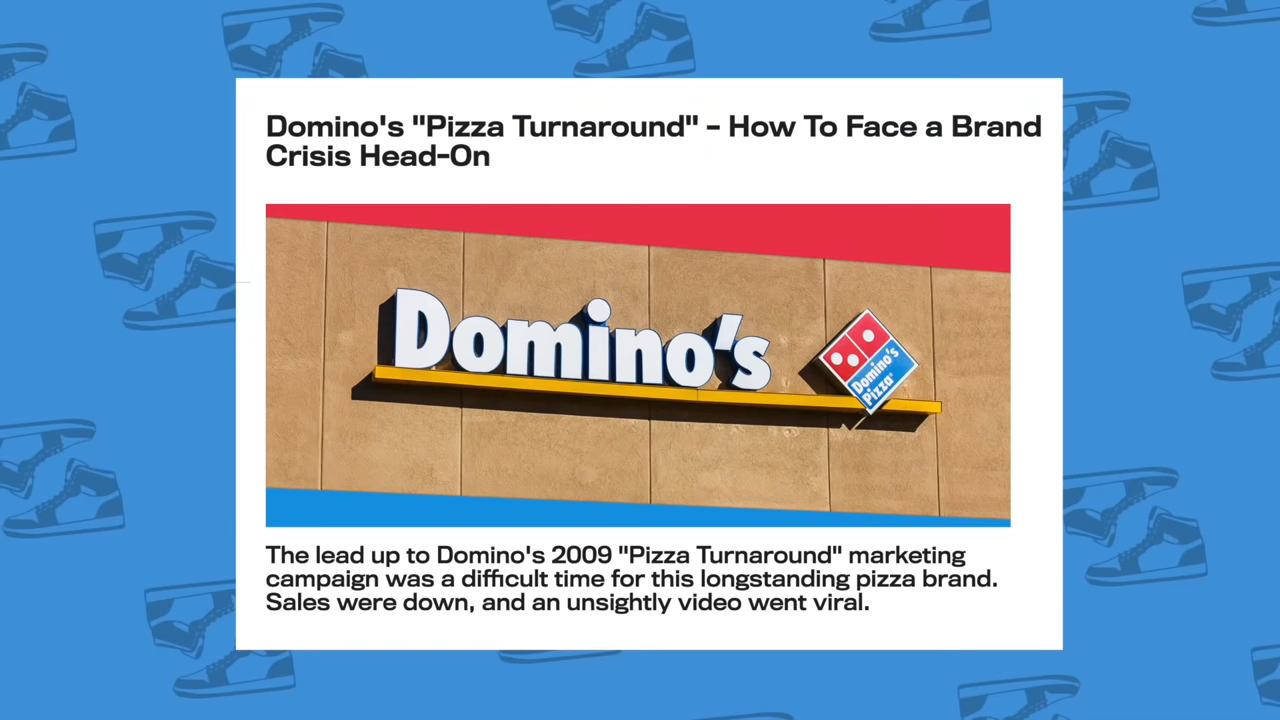 Domino's "Pizza Turnaround" – How To Face a Brand
Crisis Head-On
Domino's
Domino's
Pizza
The lead up to Domino's 2009 "Pizza Turnaround" marketing
campaign was a difficult time for this longstanding pizza brand.
Sales were down, and an unsightly video went viral.